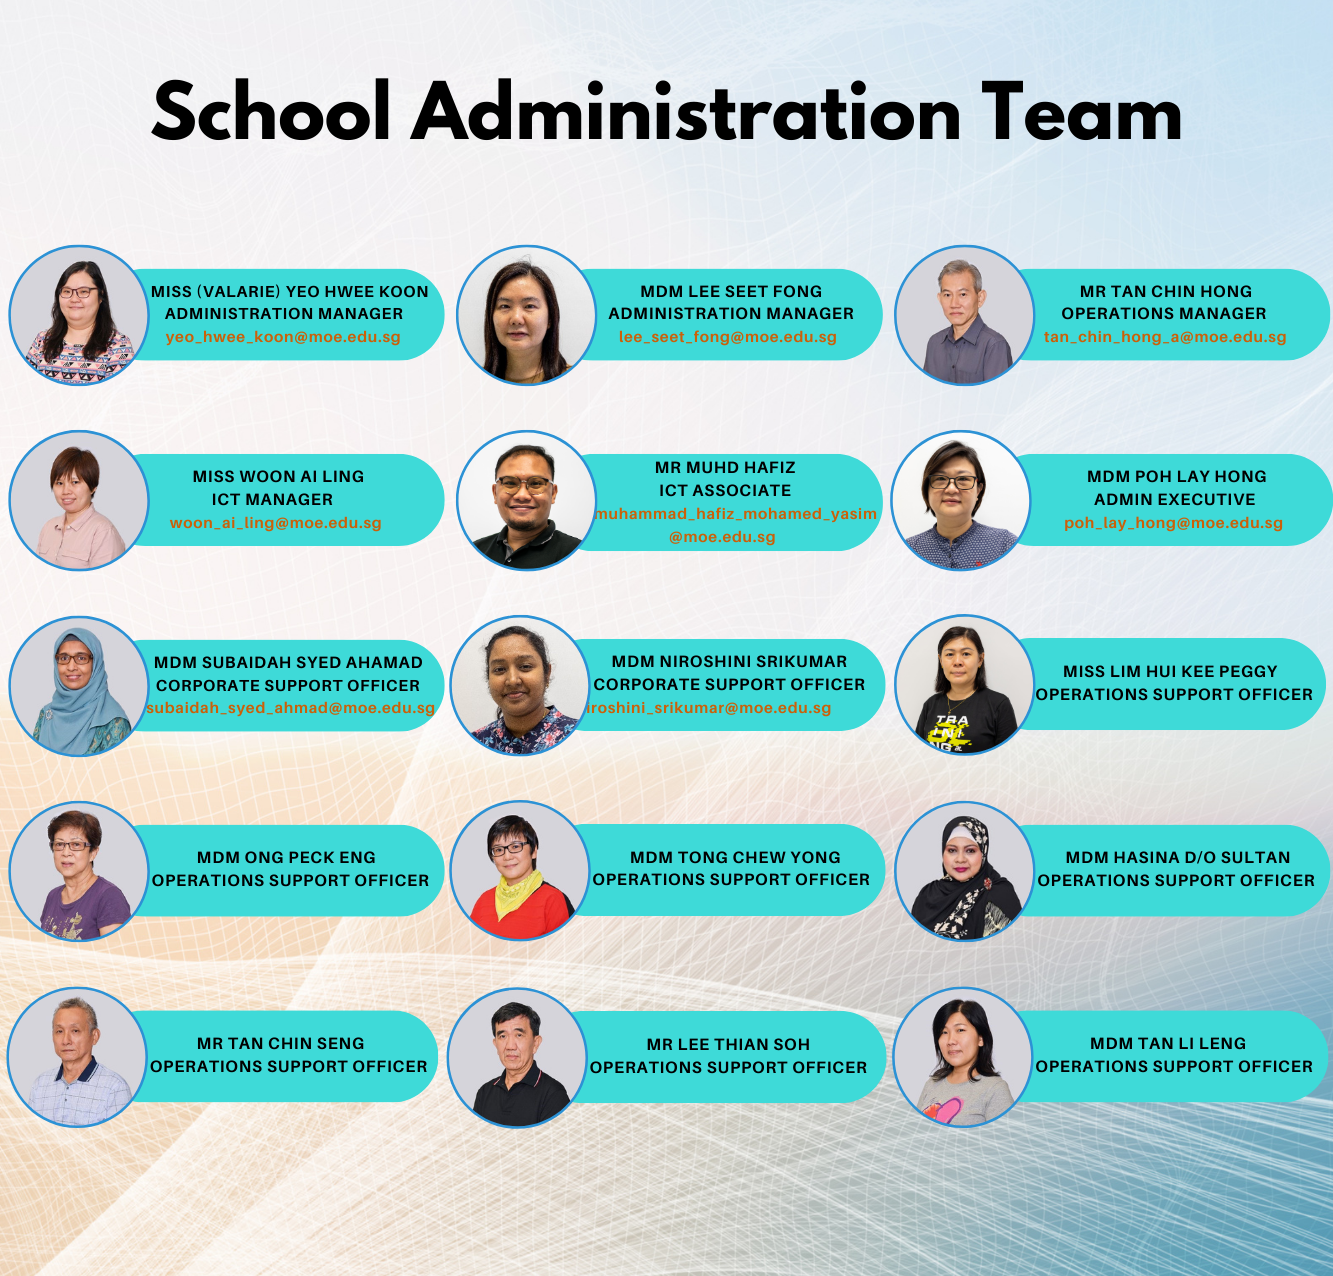 School Administration Team
MISS (VALARIE) YEO HWEE KOON
ADMINISTRATION MANAGER
yeo_hwee_koon@moe.edu.sg
MDM LEE SEET FONG
ADMINISTRATION MANAGER
lee_seet_fong@moe.edu.sg
MR TAN CHIN HONG
OPERATIONS MANAGER
tan_chin_hong_a@moe.edu.sg
MISS WOON AI LING
ICT MANAGER
woon_ai_ling@moe.edu.sg
MR MUHD HAFIZ
ICT ASSOCIATE
muhammad_hafiz_mohamed_yasim
@moe.edu.sg
MDM POH LAY HONG
ADMIN EXECUTIVE
poh_lay_hong@moe.edu.sg
MDM SUBAIDAH SYED AHAMAD
CORPORATE SUPPORT OFFICER
subaidah_syed_ahmad@moe.edu.sg
MDM NIROSHINI SRIKUMAR
CORPORATE SUPPORT OFFICER
iroshini_srikumar@moe.edu.sg
MISS LIM HUI KEE PEGGY
OPERATIONS SUPPORT OFFICER
TRA
IN
NG &
MDM ONG PECK ENG
OPERATIONS SUPPORT OFFICER
MDM TONG CHEW YONG
OPERATIONS SUPPORT OFFICER
MDM HASINA D/O SULTAN
OPERATIONS SUPPORT OFFICER
MR TAN CHIN SENG
OPERATIONS SUPPORT OFFICER
MR LEE THIAN SOH
OPERATIONS SUPPORT OFFICER
MDM TAN LI LENG
OPERATIONS SUPPORT OFFICER